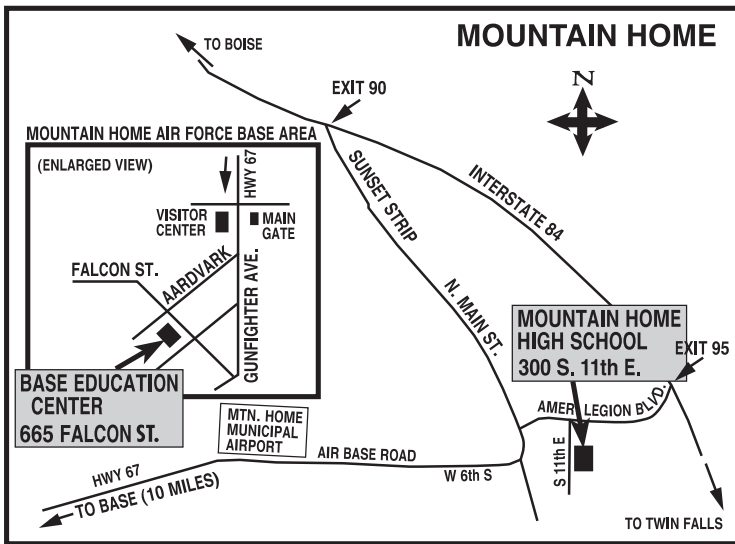 MOUNTAIN HOME
TO BOISE
EXIT 90
N
MOUNTAIN HOME AIR FORCE BASE AREA
(ENLARGED VIEW)
HWY 67
VISITOR
CENTER
MAIN
GATE
AARDVARK
FALCON ST.
GUNFIGHTER AVE.
BASE EDUCATION
CENTER
665 FALCON ST.
SUNSET STRIP
INTERSTATE 84
N. MAIN ST.
MOUNTAIN HOME
HIGH SCHOOL
300 S. 11th E.
EXIT 95
AMER. LEGION BLVD.
S 11th E
MTN. HOME
MUNICIPAL
AIRPORT
AIR BASE ROAD
W 6th S
HWY 67
TO BASE (10 MILES)
TO TWIN FALLS